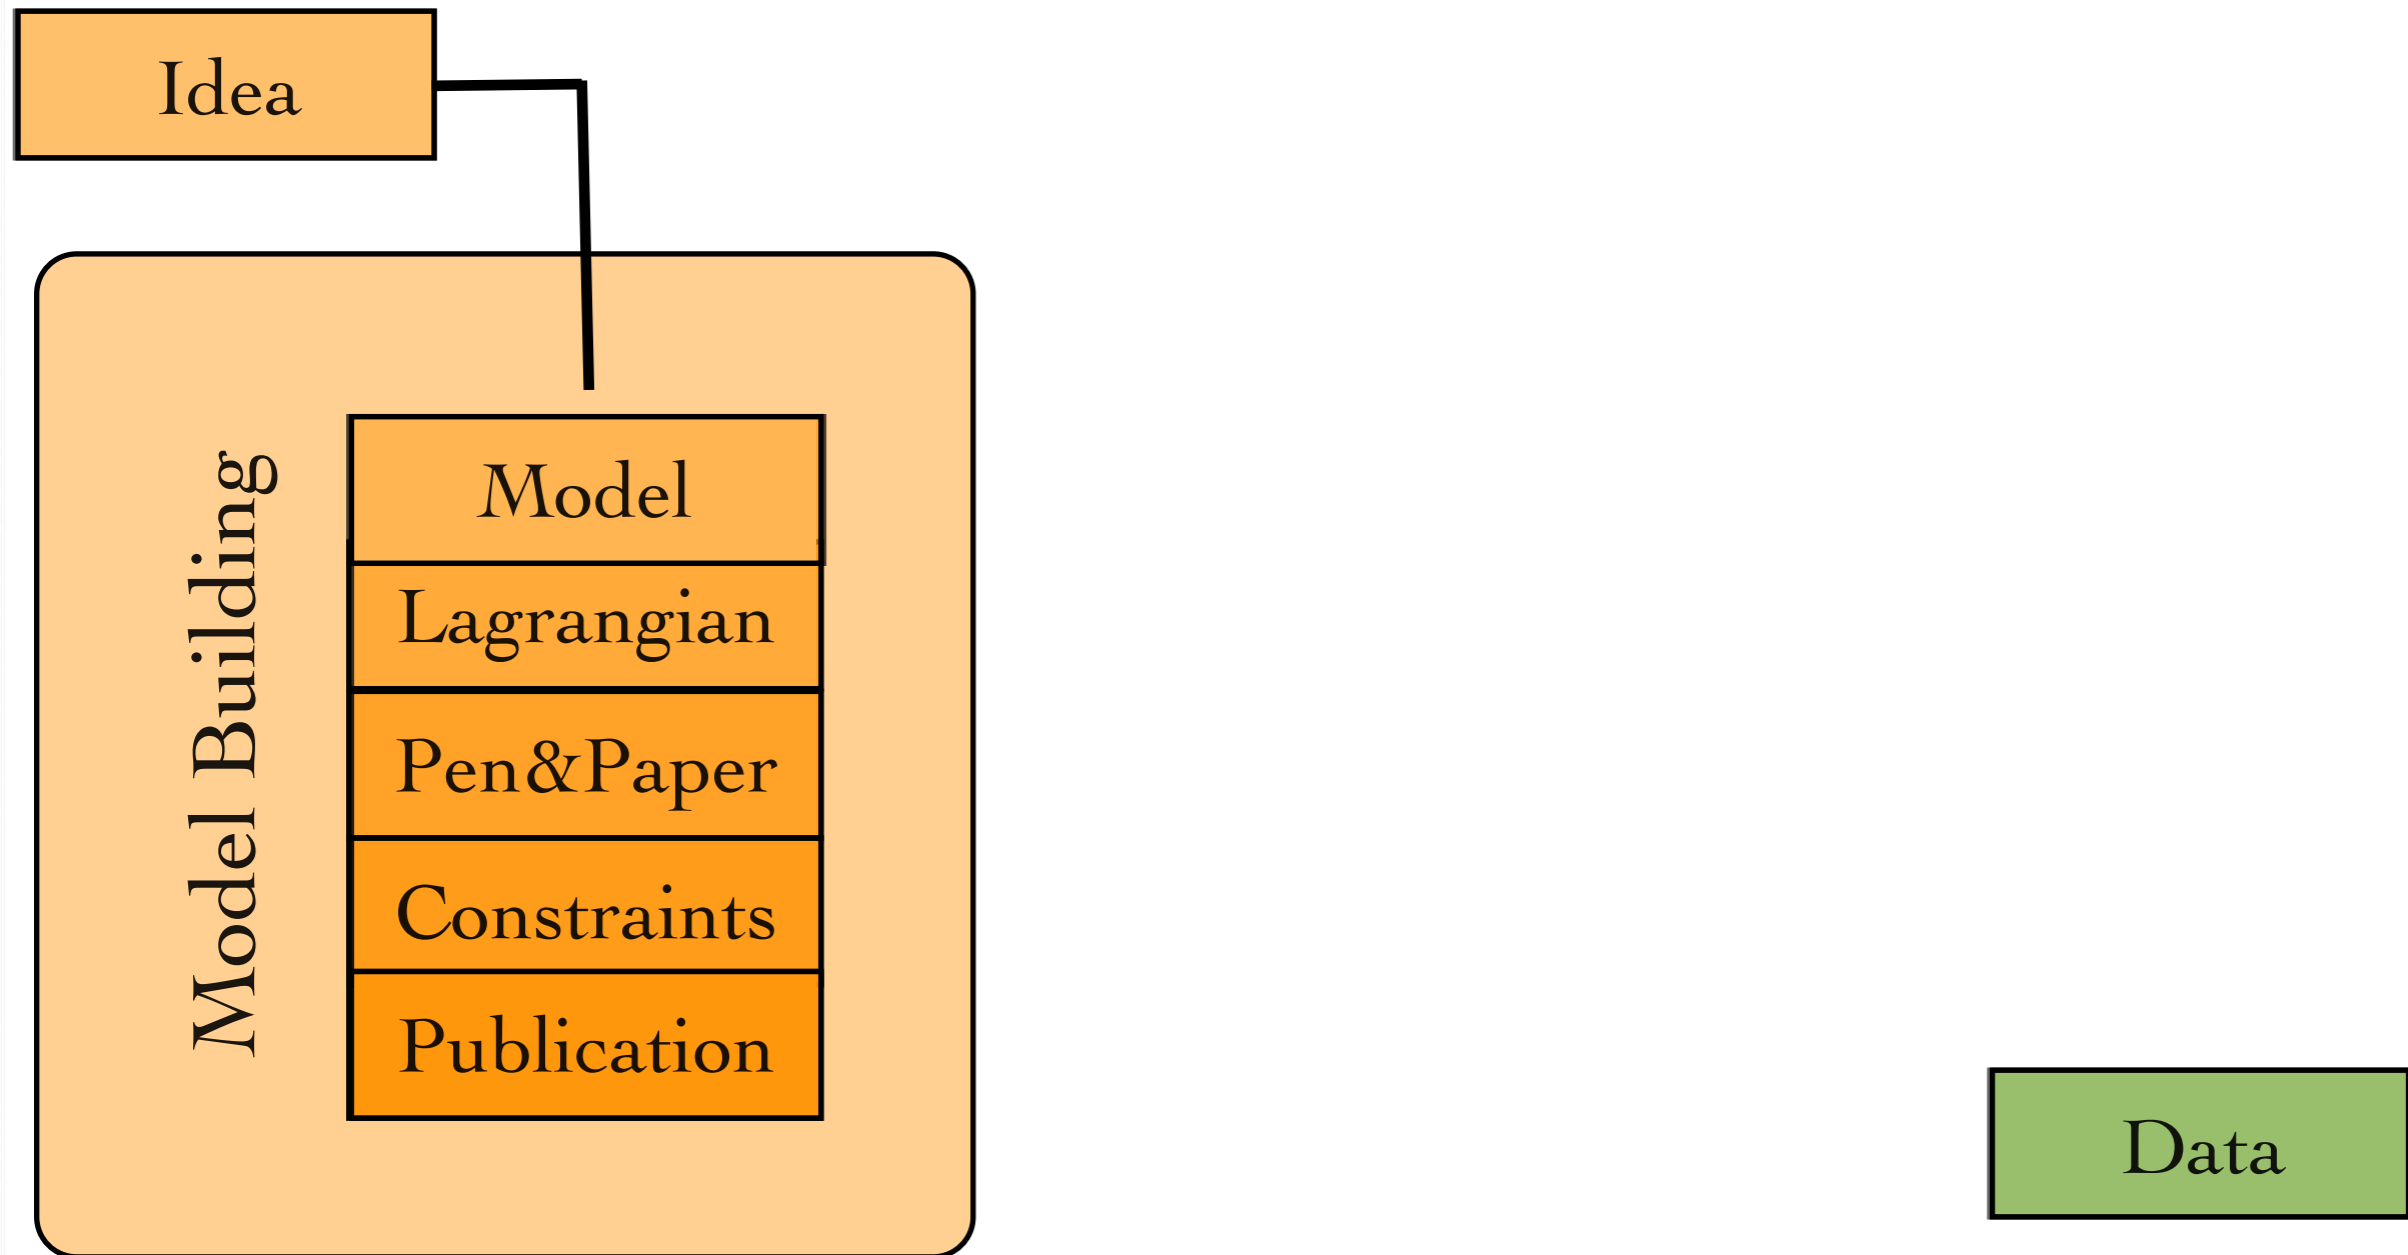 Idea
Model Building
Model
Lagrangian
Pen&Paper
Constraints
Publication
Data